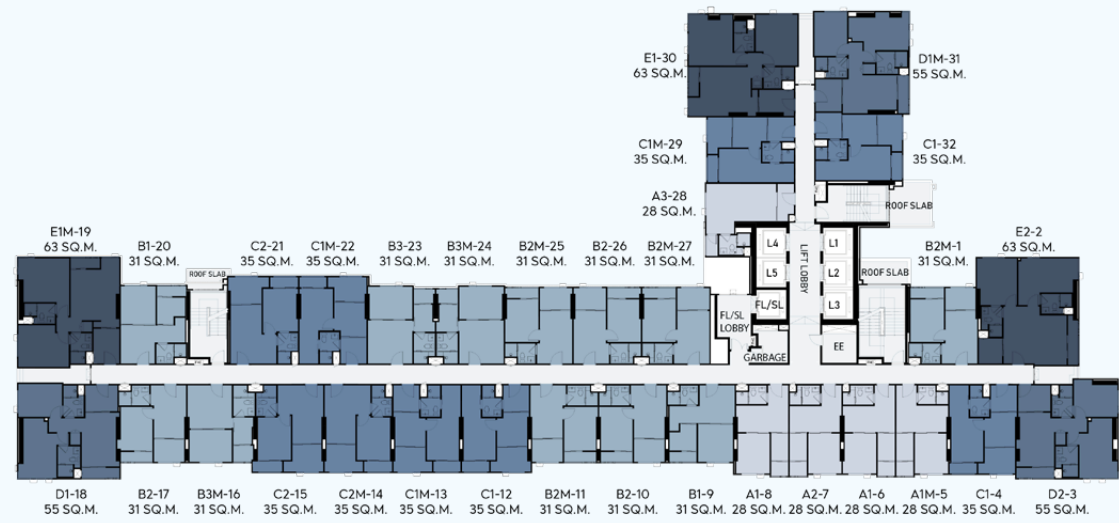 E1-30
63 SQ.M.
D1M-31
55 SQ.M.
C1M-29
35 SQ.M.
C1-32
35 SQ.M.
A3-28
28 SQ.M.
ROOF SLAB
E1M-19
63 SQ.M.
B1-20
31 SQ.M.
C2-21
35 SQ.M.
C1M-22
35 SQ.M.
B3-23
31 SQ.M.
B3M-24
31 SQ.M.
B2M-25
31 SQ.M.
B2-26
31 SQ.M.
B2M-27
31 SQ.M.
L4
L1
LIFT LOBBY
L5
L2
FL/SL
L3
B2M-1
31 SQ.M.
E2-2
63 SQ.M.
ROOF SLAB
ROOF SLAB
FL/SL
LOBBY
GARBAGE
EE
D1-18
55 SQ.M.
B2-17
31 SQ.M.
B3M-16
31 SQ.M.
C2-15
35 SQ.M.
C2M-14
35 SQ.M.
C1M-13
35 SQ.M.
C1-12
35 SQ.M.
B2M-11
31 SQ.M.
B2-10
31 SQ.M.
B1-9
31 SQ.M.
A1-8
28 SQ.M.
A2-7
28 SQ.M.
A1-6
28 SQ.M.
A1M-5
28 SQ.M.
C1-4
35 SQ.M.
D2-3
55 SQ.M.